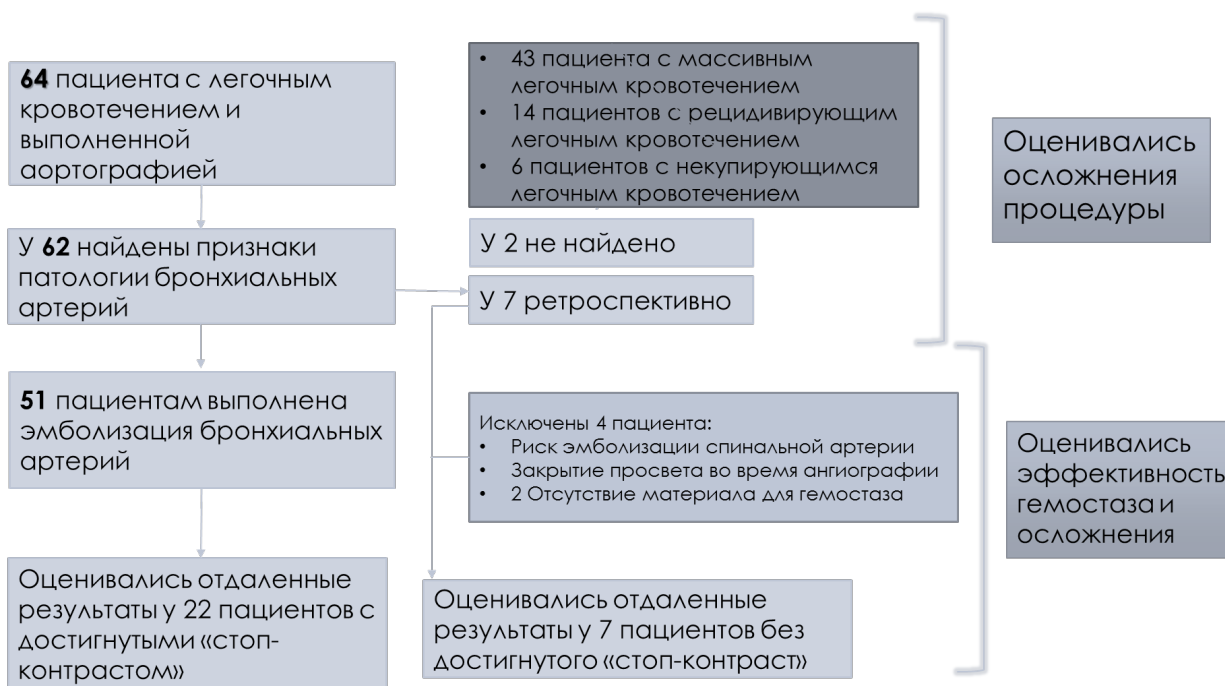 64 пациента с легочным
кровотечением и
выполненной
аортографией
• 43 пациента с массивным
легочным кровотечением
• 14 пациентов с рецидивирующим
легочным кровотечением
• 6 пациентов с некупирующимся
легочным кровотечением
Оценивались
осложнения
процедуры
У 62 найдены признаки
патологии бронхиальных
артерий
У 2 не найдено
У 7 ретроспективно
51 пациентам выполнена
эмболизация бронхиальных
артерий
Исключены 4 пациента:
• Риск эмболизации спинальной артерии
• Закрытие просвета во время ангиографии
• 2 Отсутствие материала для гемостаза
Оценивались
эффективность
гемостаза и
осложнения
Оценивались отдаленные
результаты у 22 пациентов с
достигнутыми «стоп-
контрастом»
Оценивались отдаленные
результаты у 7 пациентов без
достигнутого «стоп-контраст»